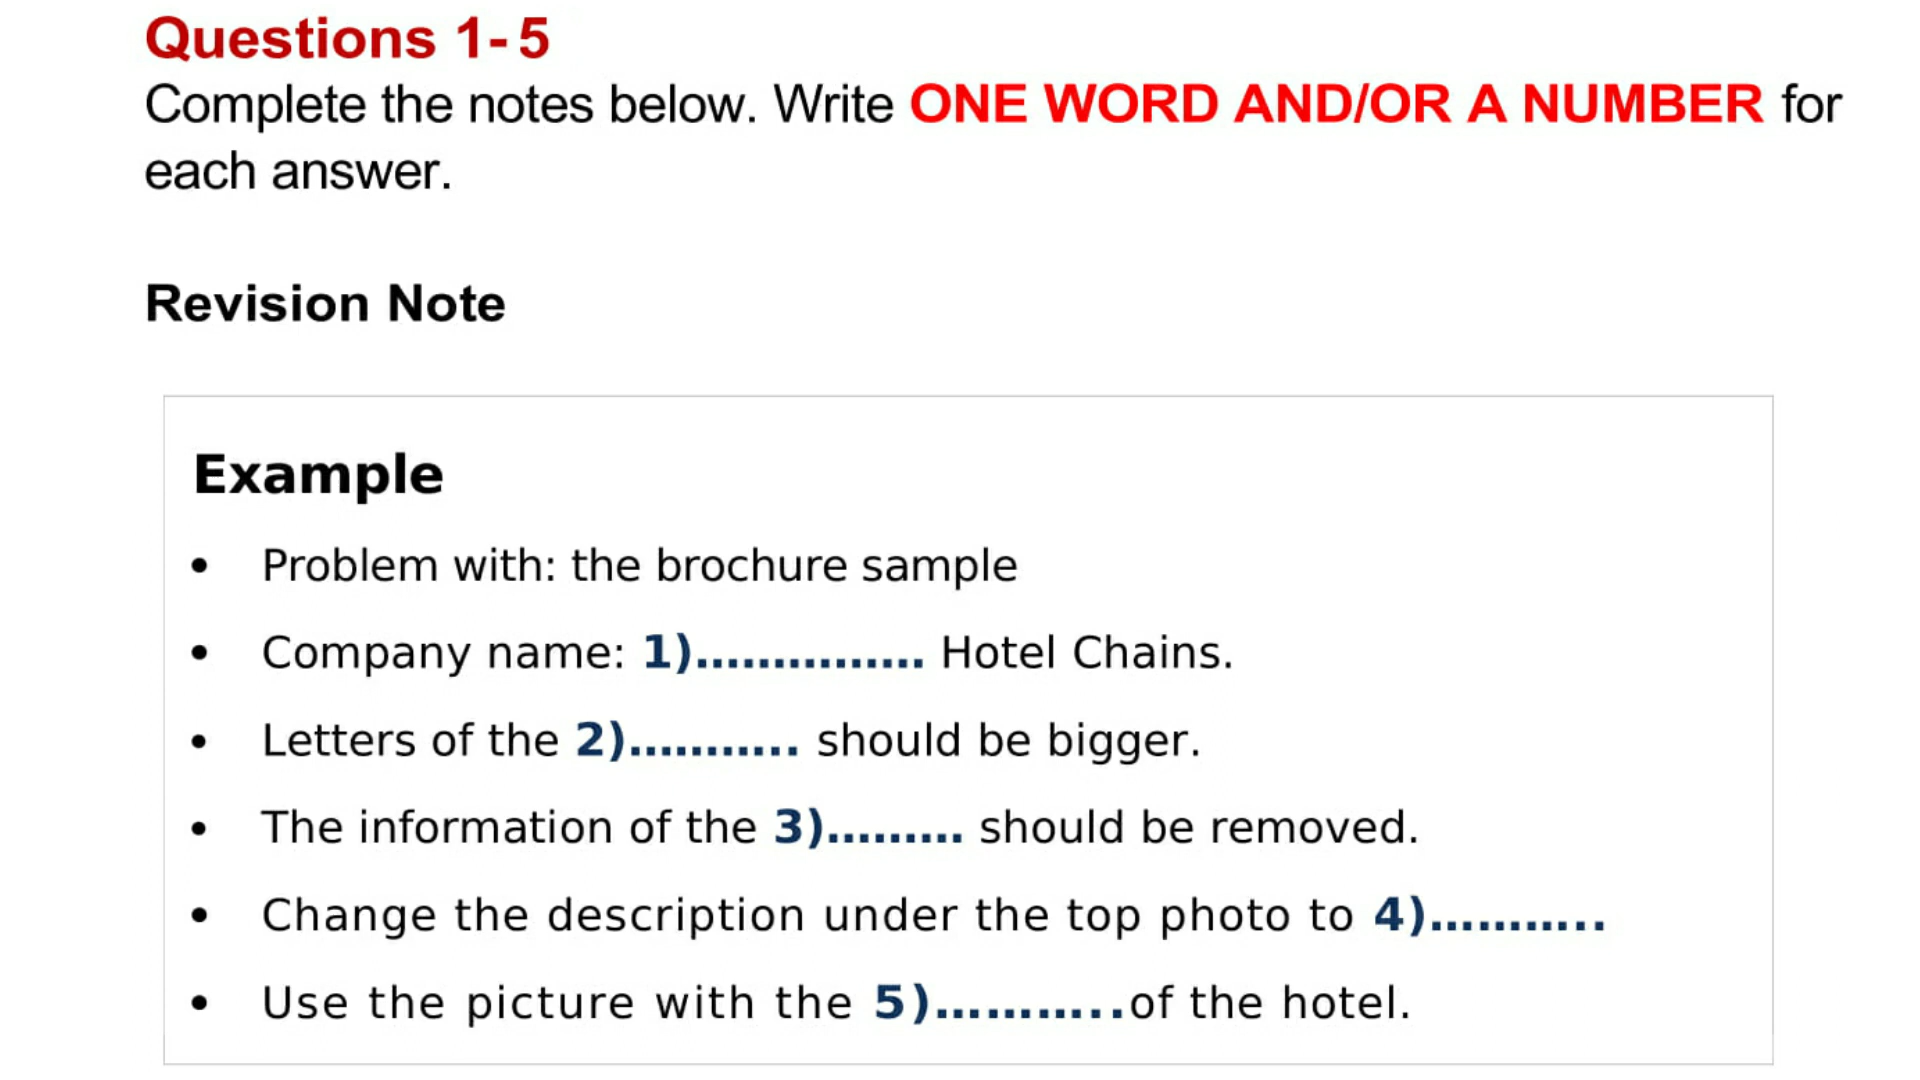 Questions 1- 5
Complete the notes below. Write ONE WORD AND/OR A NUMBER for
each answer.
Revision Note
Example
• Problem with: the brochure sample
• Company name: 1)…………… Hotel Chains.
• Letters of the 2)……….. should be bigger.
• The information of the 3)……… should be removed.
• Change the description under the top photo to 4)………..
• Use the picture with the 5)………..of the hotel.